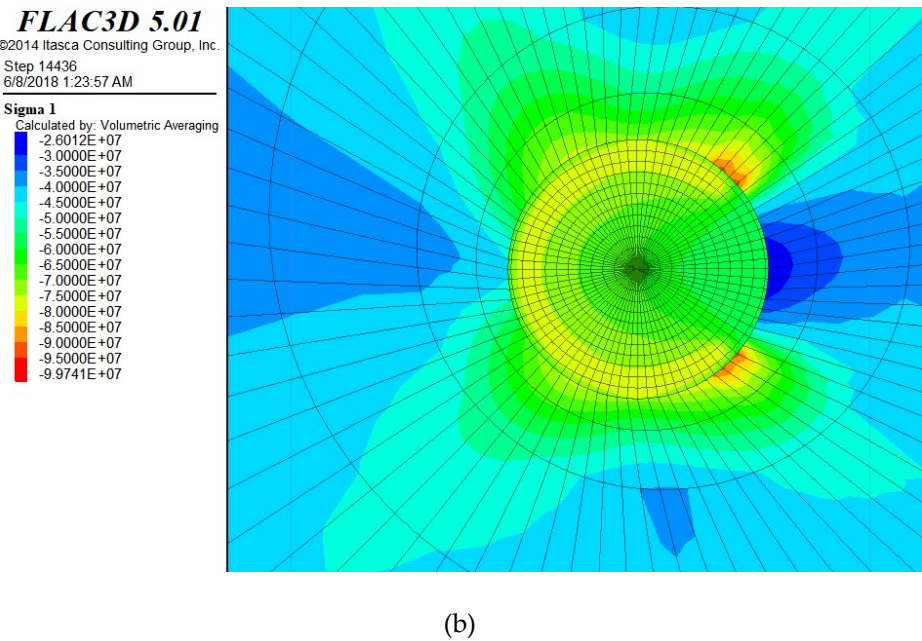 FLAC3D 5.01
©2014 Itasca Consulting Group, Inc.
Step 14436
6/8/2018 1:23:57 AM
Sigma 1
Calculated by: Volumetric Averaging
-2.6012E+07
-3.0000E+07
-3.5000E+07
-4.0000E+07
-4.5000E+07
-5.0000E+07
-5.5000E+07
-6.0000E+07
-6.5000E+07
-7.0000E+07
-7.5000E+07
-8.0000E+07
-8.5000E+07
-9.0000E+07
-9.5000E+07
-9.9741E+07
(b)